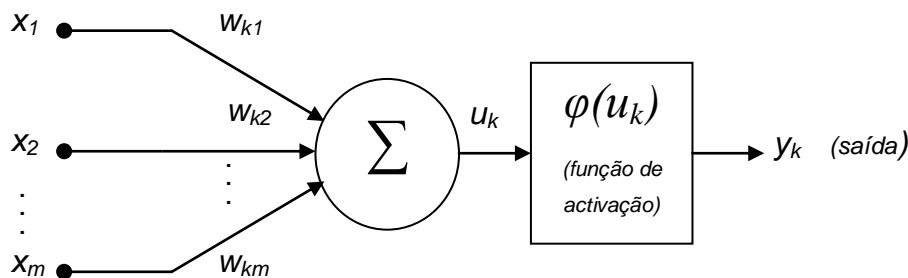 x1 wk1
wk2 uk φ(uk)
x2 Σ yk (saída)
(função de
activação)
xm wkm